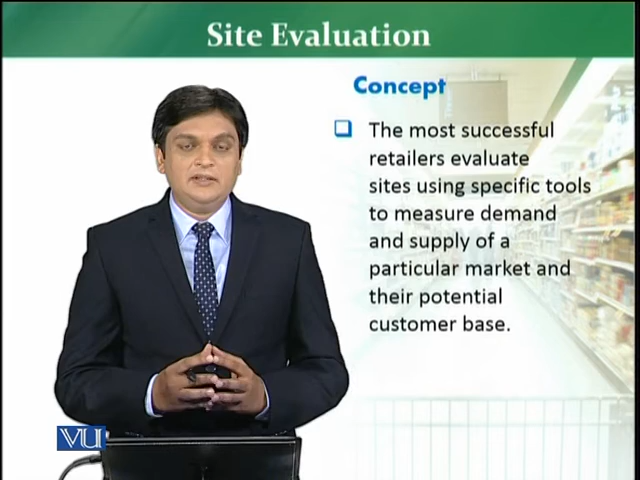 Site Evaluation
Concept
The most successful
retailers evaluate
sites using specific tools
to measure demand
and supply of a
particular market and
their potential
customer base.
VU